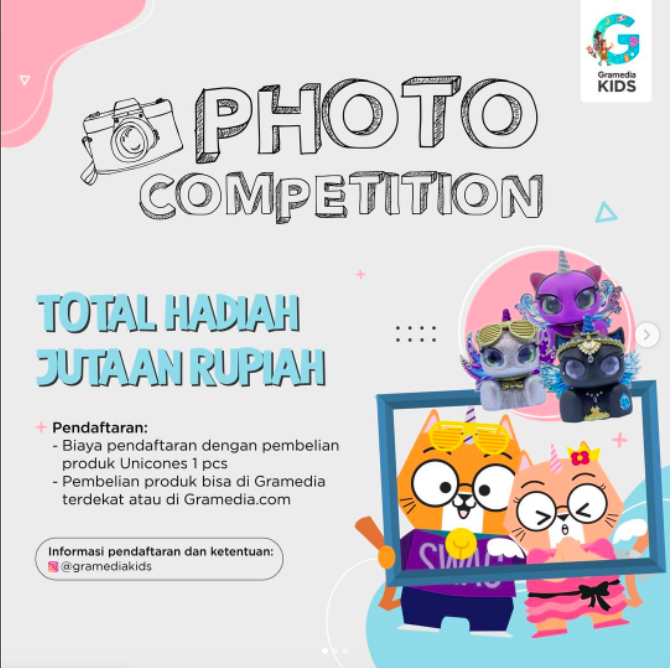 Gramedia
KIDS
PHOTO
COMPETITION
TOTAL HADIAH
JUTAAN RUPIAH
Pendaftaran:
- Biaya pendaftaran dengan pembelian
produk Unicones 1 pcs
- Pembelian produk bisa di Gramedia
terdekat atau di Gramedia.com
Informasi pendaftaran dan ketentuan:
@gramediakids
SWAG